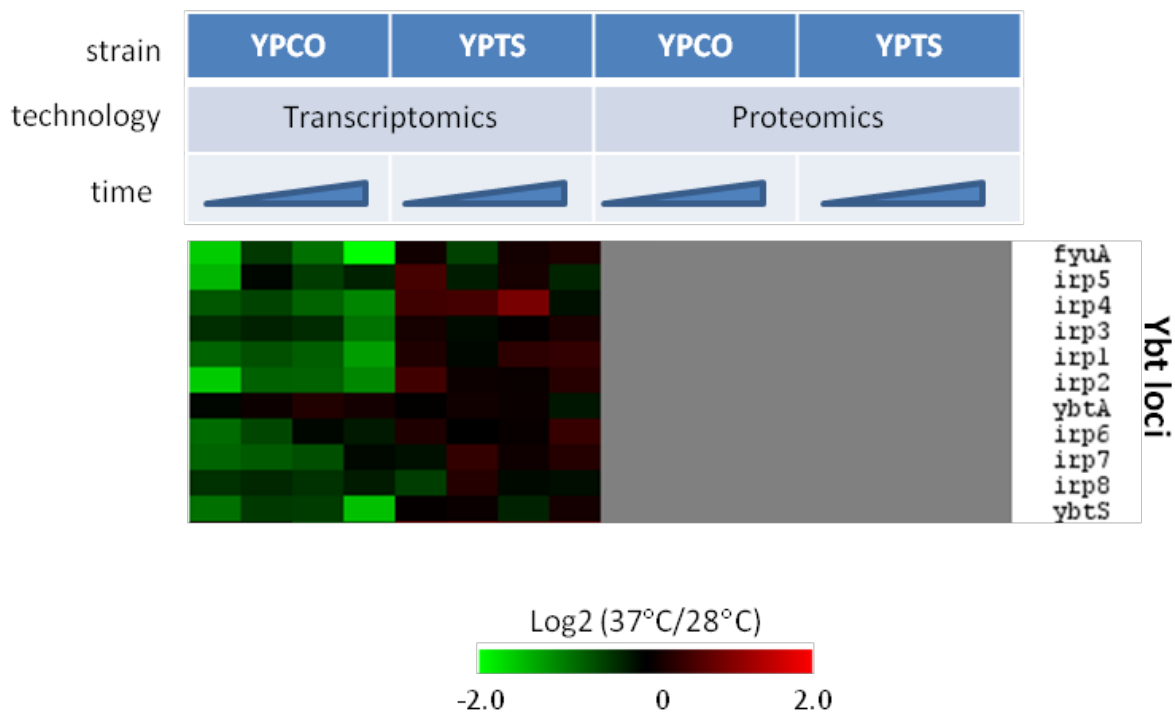 strain YPCO YPTS YPCO YPTS
technology Transcriptomics Proteomics
time
fyuA
irp5
irp4
irp3
irp1
irp2
ybtA
irp6
irp7
irp8
ybtS
Ybt loci
Log2 (37°C/28°C)
-2.0 0 2.0